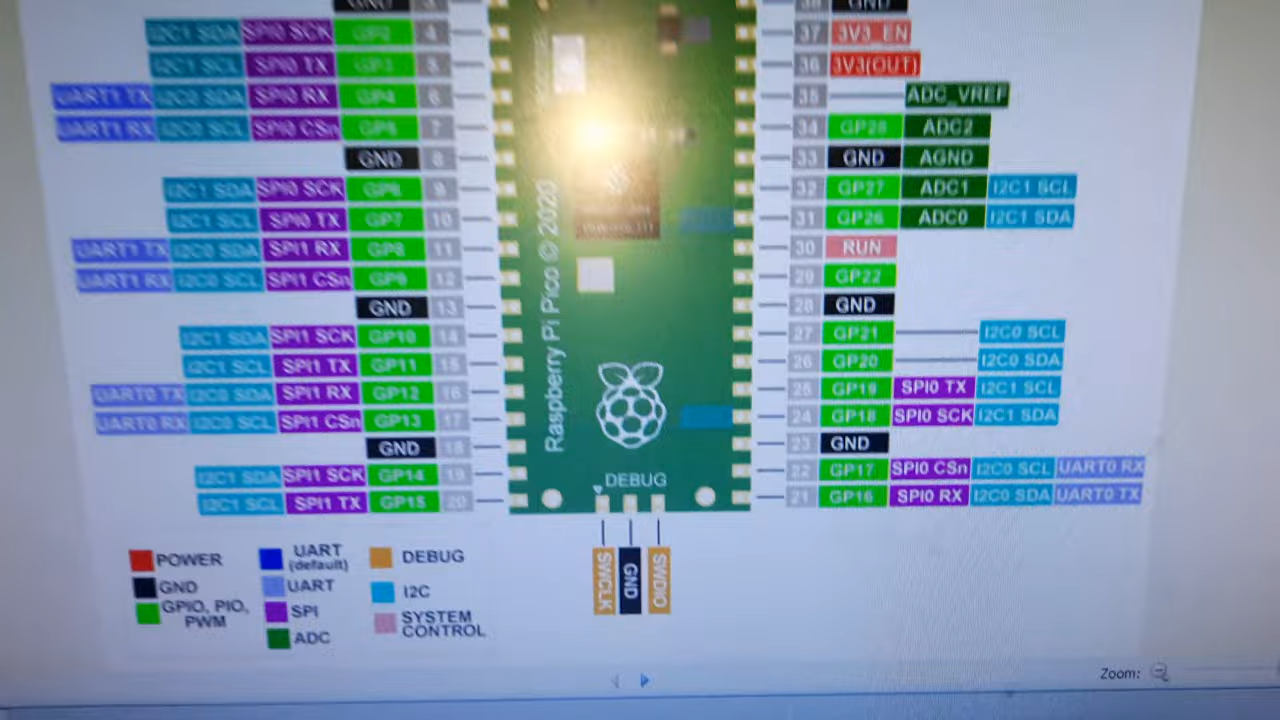 GND 3 38 GND
I2C1 SDA SPI0 SCK GP2 4 37 3V3_EN
I2C1 SCL SPI0 TX GP3 5 36 3V3(OUT)
UART1 TX I2C0 SDA SPI0 RX GP4 6 35 ADC_VREF
UART1 RX I2C0 SCL SPI0 CSn GP5 7 34 GP28 ADC2
GND 8 33 GND AGND
I2C1 SDA SPI0 SCK GP6 9 32 GP27 ADC1 I2C1 SCL
I2C1 SCL SPI0 TX GP7 10 31 GP26 ADC0 I2C1 SDA
UART1 TX I2C0 SDA SPI1 RX GP8 11 30 RUN
UART1 RX I2C0 SCL SPI1 CSn GP9 12 29 GP22
GND 13 28 GND
I2C1 SDA SPI1 SCK GP10 14 27 GP21 I2C0 SCL
I2C1 SCL SPI1 TX GP11 15 26 GP20 I2C0 SDA
UART0 TX I2C0 SDA SPI1 RX GP12 16 25 GP19 SPI0 TX I2C1 SCL
UART0 RX I2C0 SCL SPI1 CSn GP13 17 24 GP18 SPI0 SCK I2C1 SDA
GND 18 23 GND
I2C1 SDA SPI1 SCK GP14 19 22 GP17 SPI0 CSn I2C0 SCL UART0 RX
I2C1 SCL SPI1 TX GP15 20 21 GP16 SPI0 RX I2C0 SDA UART0 TX
Raspberry Pi Pico © 2020
DEBUG
SWCLK GND SWDIO
POWER
GND
GPIO, PIO,
PWM
UART
(default)
UART
SPI
ADC
DEBUG
I2C
SYSTEM
CONTROL
Zoom: